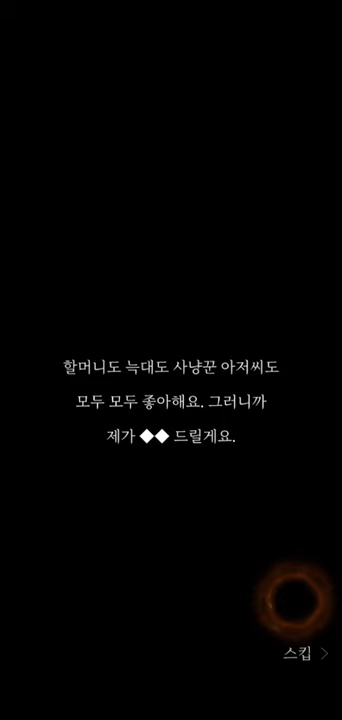 할머니도 늑대도 사냥꾼 아저씨도
모두 모두 좋아해요. 그러니까
제가 ◆◆ 드릴게요.
스킵 >